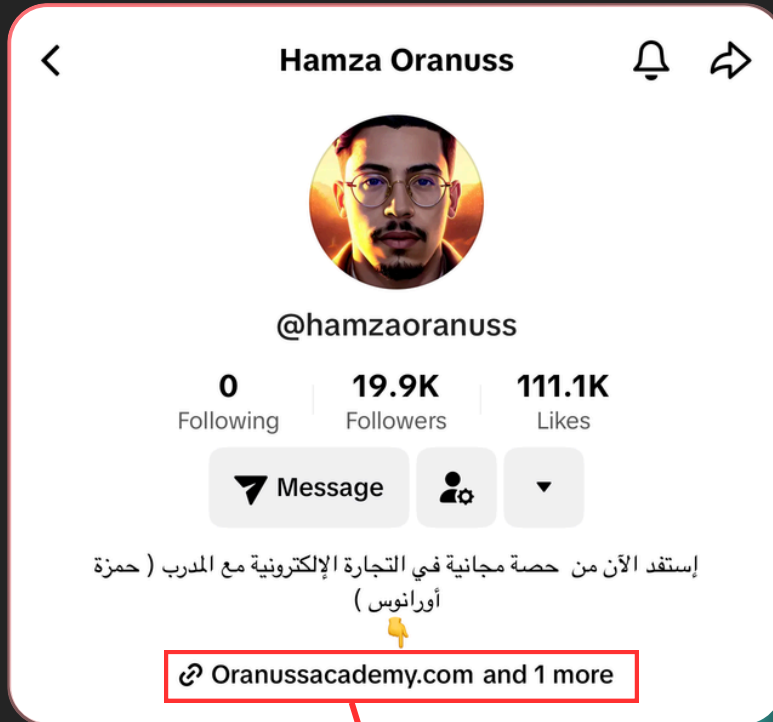 Hamza Oranuss
@hamzaoranuss
0 19.9K 111.1K
Following Followers Likes
Message
إستفد الآن من حصة مجانية في التجارة الإلكترونية مع المدرب ( حمزة
أورانوس )
👇
Oranussacademy.com and 1 more